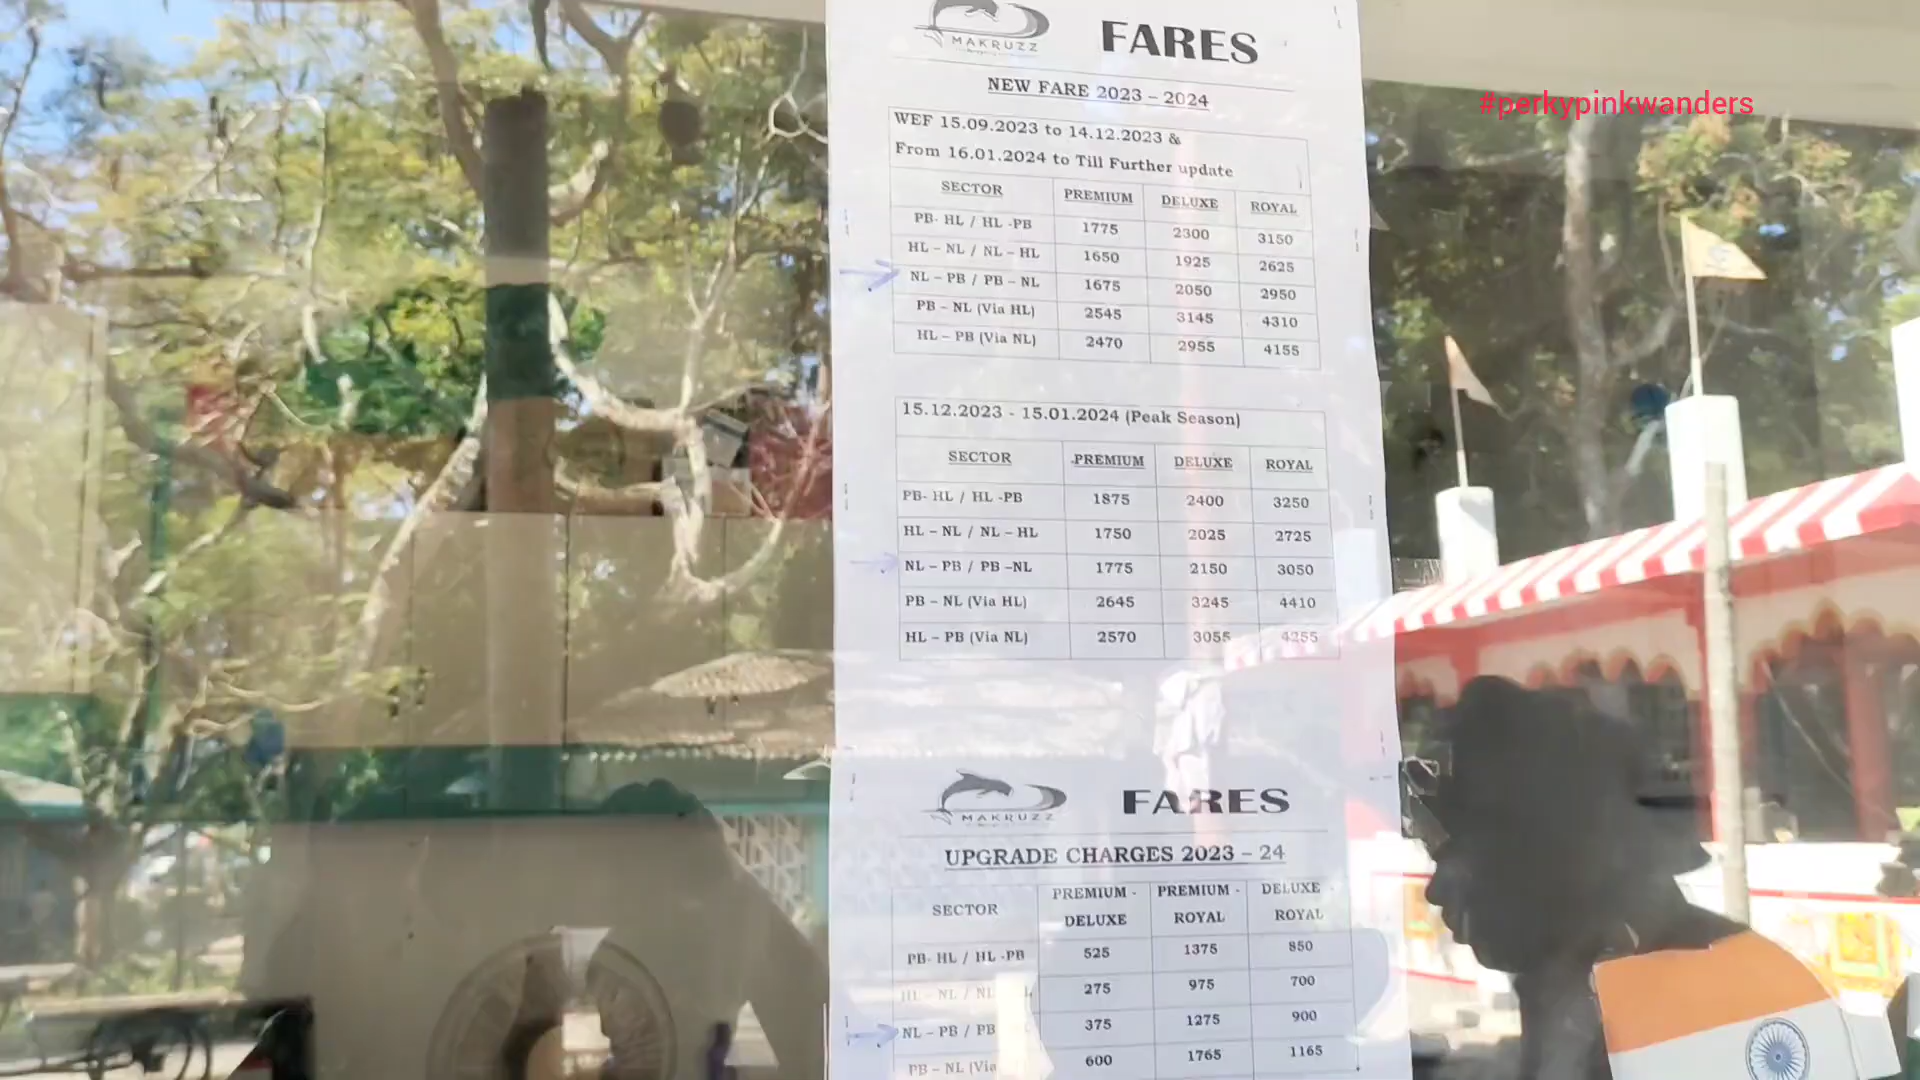 MAKRUZZ
FARES
#perkypinkwanders
NEW FARE 2023 – 2024
WEF 15.09.2023 to 14.12.2023 &
From 16.01.2024 to Till Further update
SECTOR PREMIUM DELUXE ROYAL
PB- HL / HL -PB 1775 2300 3150
HL – NL / NL – HL 1650 1925 2625
NL – PB / PB – NL 1675 2050 2950
PB – NL (Via HL) 2545 3145 4310
HL – PB (Via NL) 2470 2955 4155
15.12.2023 - 15.01.2024 (Peak Season)
SECTOR PREMIUM DELUXE ROYAL
PB- HL / HL -PB 1875 2400 3250
HL – NL / NL – HL 1750 2025 2725
NL – PB / PB –NL 1775 2150 3050
PB – NL (Via HL) 2645 3245 4410
HL – PB (Via NL) 2570 3055 4255
MAKRUZZ
FARES
UPGRADE CHARGES 2023 – 24
SECTOR PREMIUM - DELUXE PREMIUM - ROYAL DELUXE - ROYAL
PB- HL / HL -PB 525 1375 850
HL – NL / NL 275 975 700
NL – PB / PB 375 1275 900
PB – NL (Via 600 1765 1165